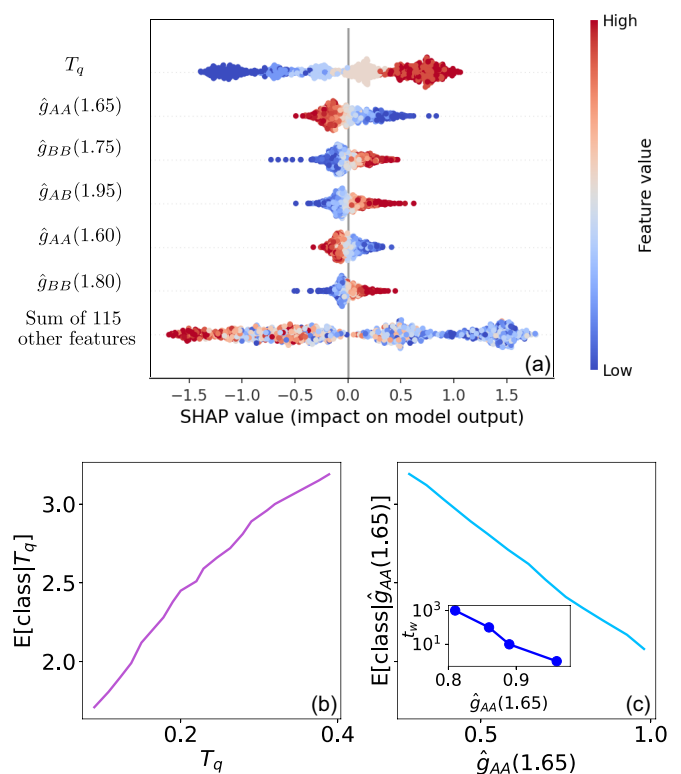 High
T_q
ĝ_AA(1.65)
ĝ_BB(1.75)
ĝ_AB(1.95)
ĝ_AA(1.60)
ĝ_BB(1.80)
Sum of 115
other features
Feature value
(a)
Low
−1.5 −1.0 −0.5 0.0 0.5 1.0 1.5
SHAP value (impact on model output)
E[class|T_q]
3.0
2.5
2.0
(b)
0.2 0.4
T_q
E[class|ĝ_AA(1.65)]
t_w
10³
10¹
0.8 0.9
ĝ_AA(1.65)
(c)
0.5 1.0
ĝ_AA(1.65)